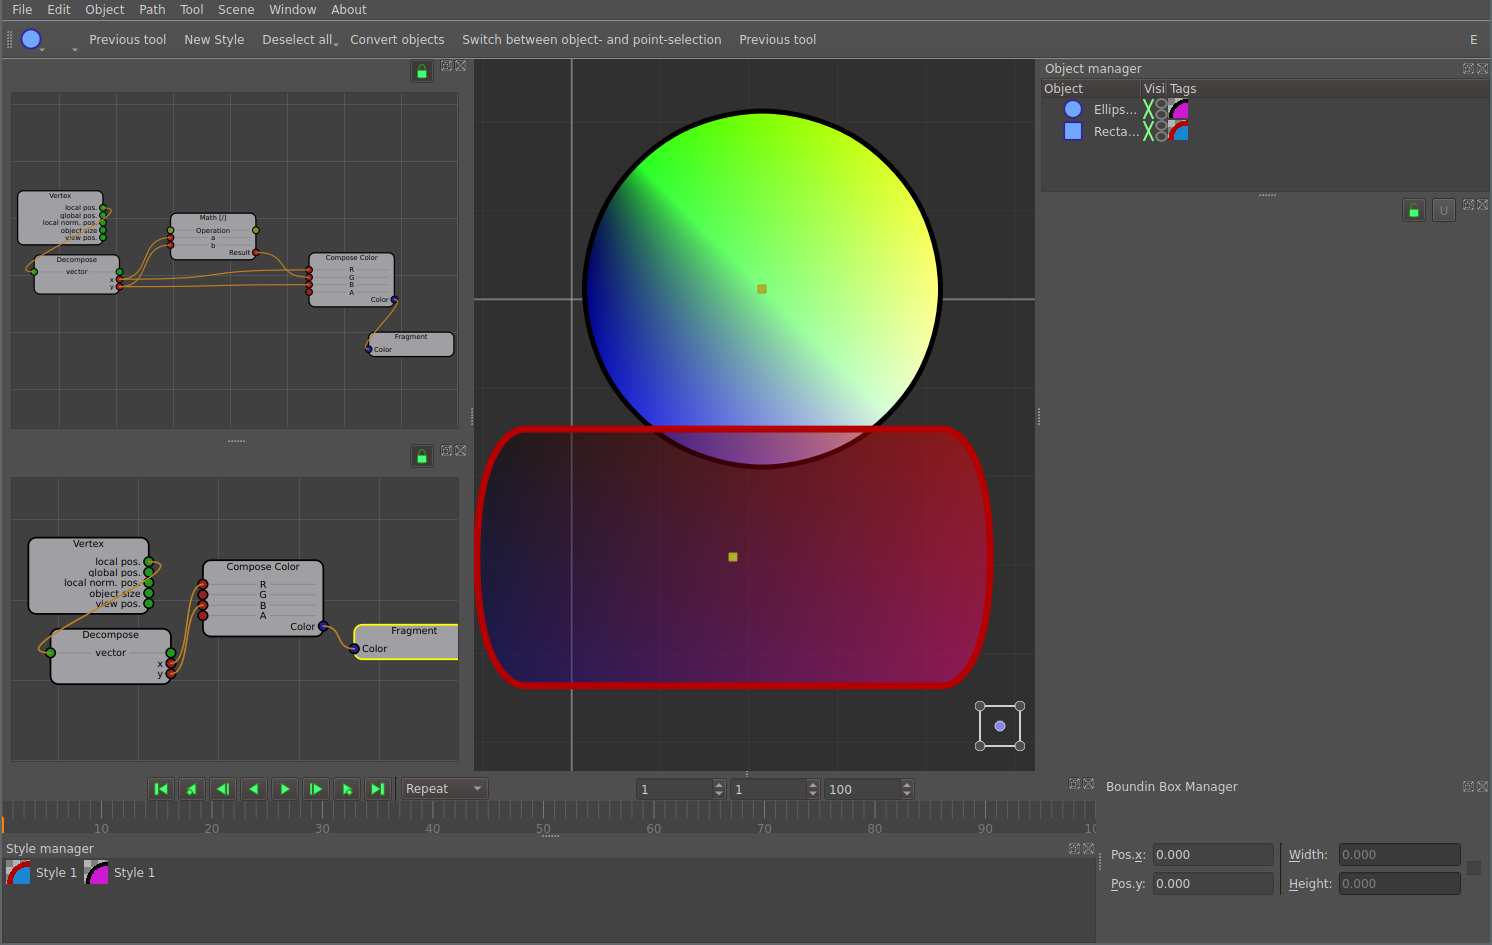 File Edit Object Path Tool Scene Window About
Previous tool New Style Deselect all Convert objects Switch between object- and point-selection Previous tool E
Vertex
local pos.
global pos.
local norm. pos.
object size
view pos.
Decompose
vector
x
y
Math [/]
Operation
a
b
Result
Compose Color
R
G
B
A
Color
Fragment
Color
Vertex
local pos.
global pos.
local norm. pos.
object size
view pos.
Decompose
vector
x
y
Compose Color
R
G
B
A
Color
Fragment
Color
Object manager
Object Visi Tags
Ellips...
Recta...
U
Repeat 1 1 100
10 20 30 40 50 60 70 80 90 10
Style manager
Style 1 Style 1
Boundin Box Manager
Pos.x: 0.000 Width: 0.000
Pos.y: 0.000 Height: 0.000